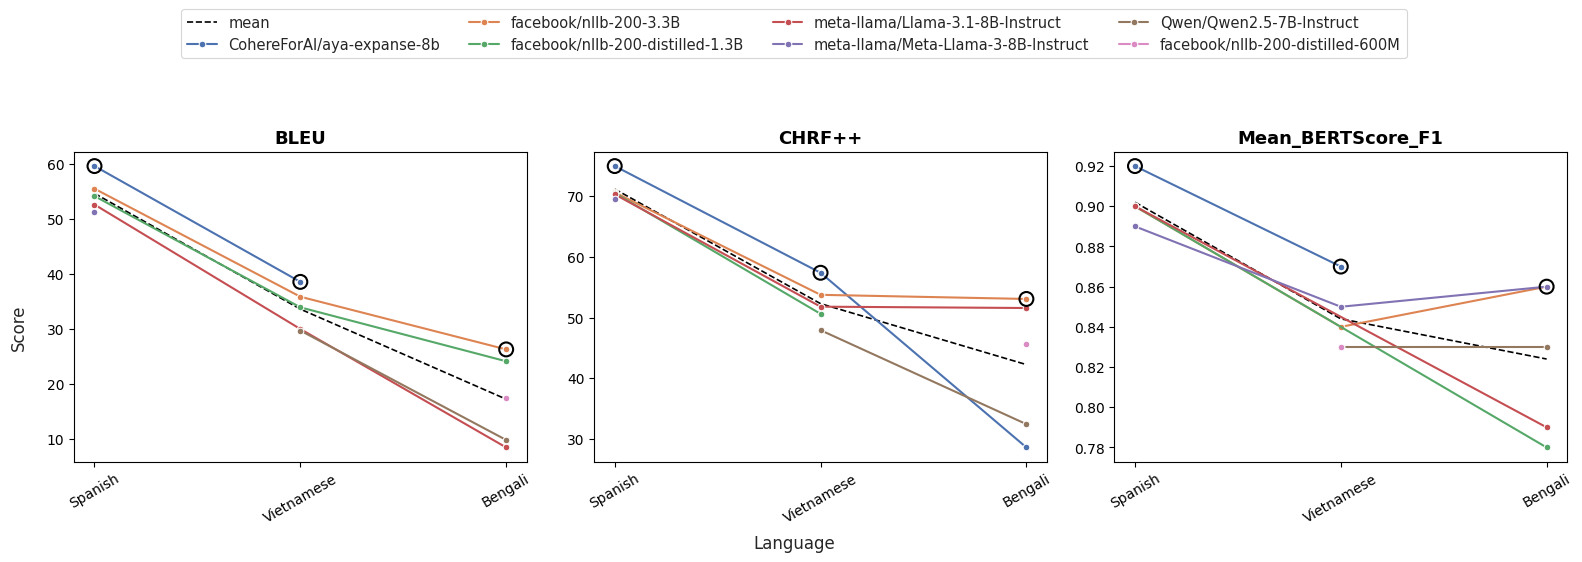 mean
CohereForAI/aya-expanse-8b
facebook/nllb-200-3.3B
facebook/nllb-200-distilled-1.3B
meta-llama/Llama-3.1-8B-Instruct
meta-llama/Meta-Llama-3-8B-Instruct
Qwen/Qwen2.5-7B-Instruct
facebook/nllb-200-distilled-600M
BLEU
Score
60
50
40
30
20
10
Spanish
Vietnamese
Bengali
CHRF++
70
60
50
40
30
Spanish
Vietnamese
Bengali
Mean_BERTScore_F1
0.92
0.90
0.88
0.86
0.84
0.82
0.80
0.78
Spanish
Vietnamese
Bengali
Language